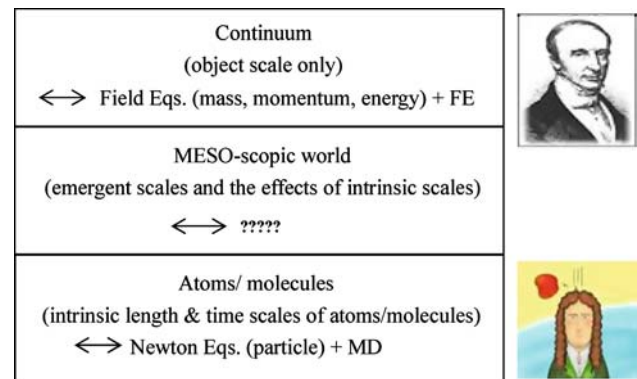 Continuum
(object scale only)
⟷ Field Eqs. (mass, momentum, energy) + FE
MESO-scopic world
(emergent scales and the effects of intrinsic scales)
⟷ ?????
Atoms/ molecules
(intrinsic length & time scales of atoms/molecules)
⟷ Newton Eqs. (particle) + MD